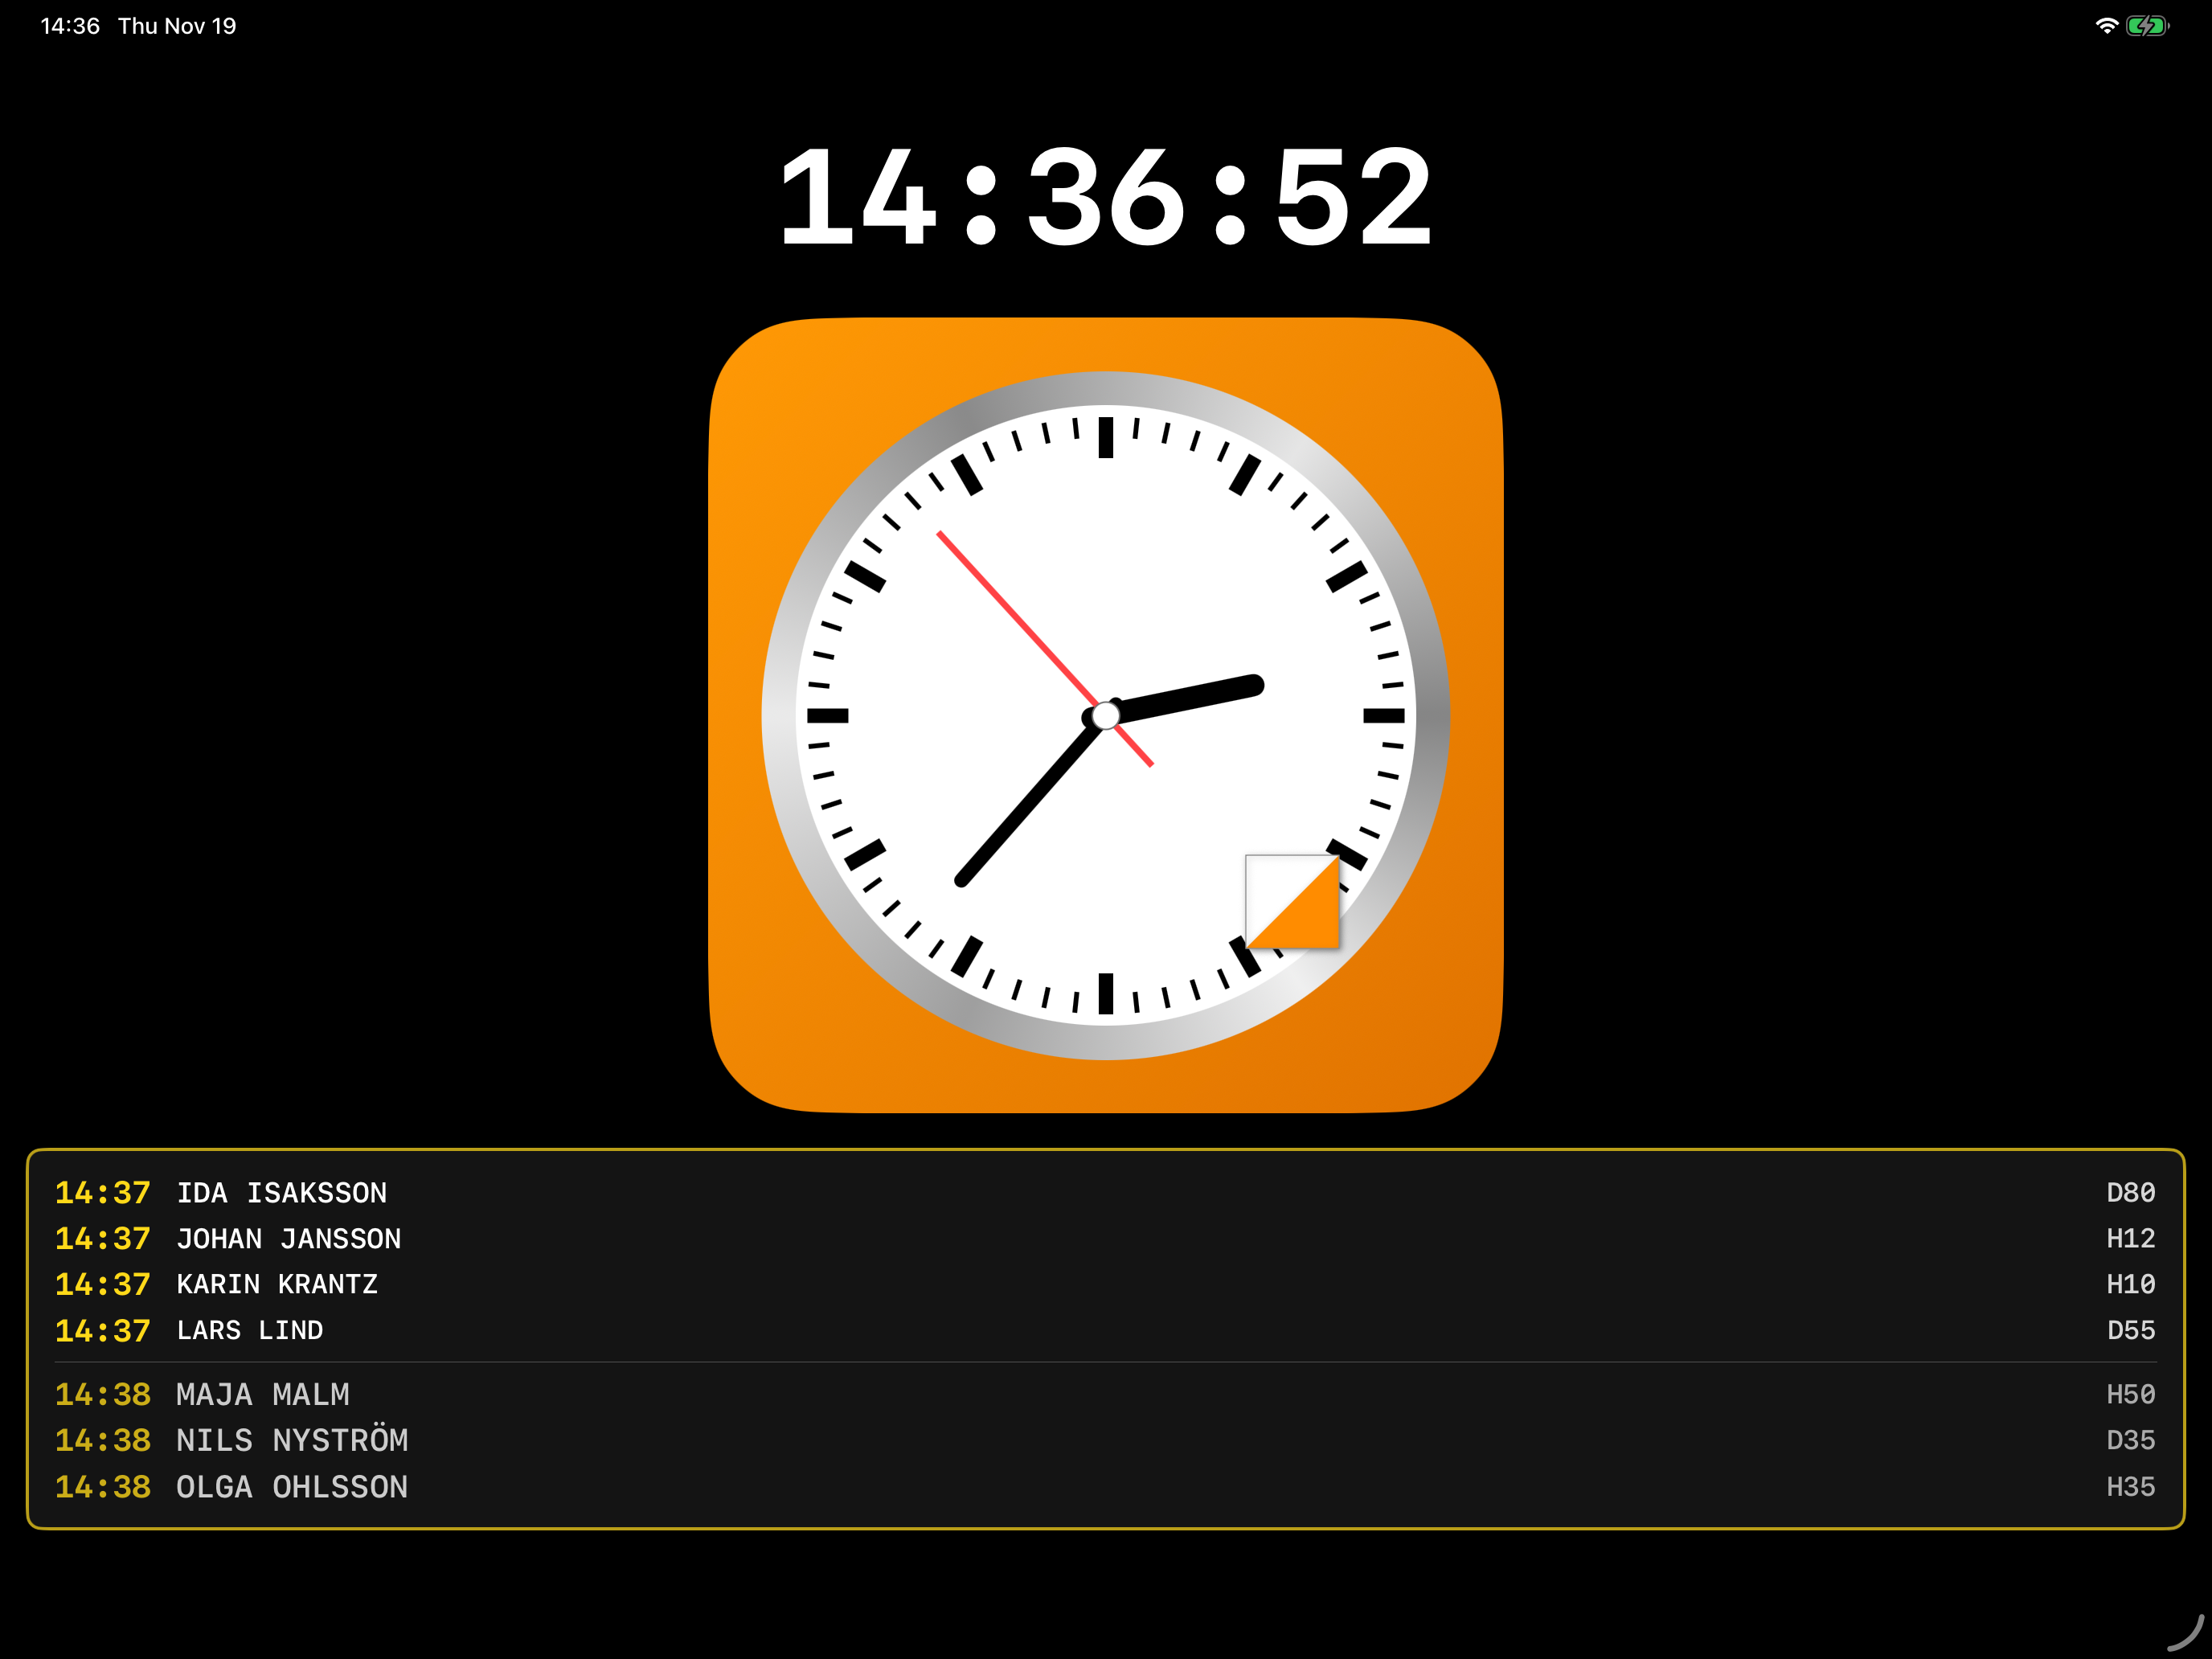 14:36 Thu Nov 19
14:36:52
14:37 IDA ISAKSSON D80
14:37 JOHAN JANSSON H12
14:37 KARIN KRANTZ H10
14:37 LARS LIND D55
14:38 MAJA MALM H50
14:38 NILS NYSTRÖM D35
14:38 OLGA OHLSSON H35